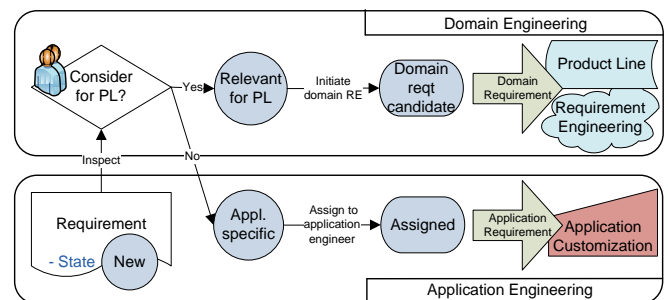 Domain Engineering
Consider
for PL?
Yes
Relevant
for PL
Initiate
domain RE
Domain
reqt
candidate
Domain
Requirement
Product Line
Requirement
Engineering
Inspect
No
Requirement
- State
New
Appl.
specific
Assign to
application
engineer
Assigned
Application
Requirement
Application
Customization
Application Engineering